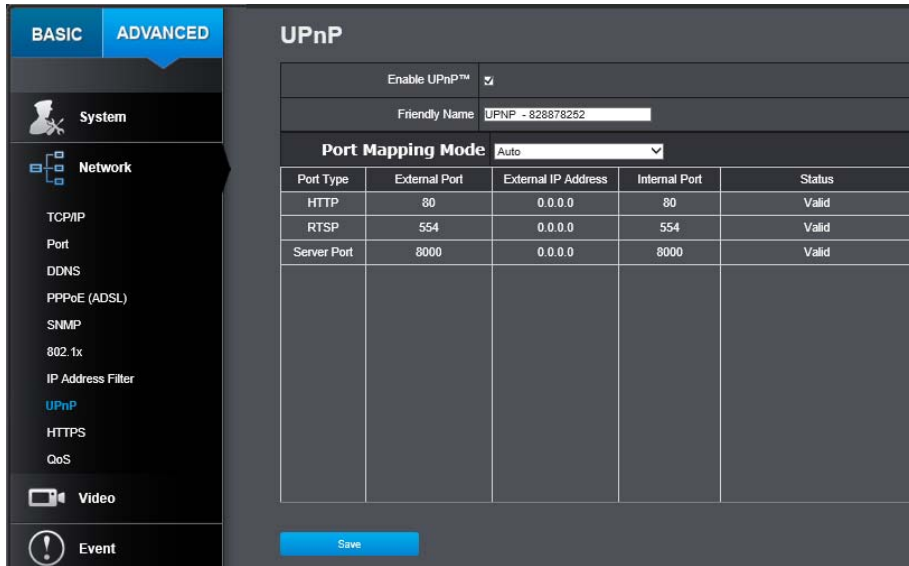 BASIC ADVANCED
System
Network
TCP/IP
Port
DDNS
PPPoE (ADSL)
SNMP
802.1x
IP Address Filter
UPnP
HTTPS
QoS
Video
Event
UPnP
Enable UPnP™
Friendly Name UPNP - 828878252
Port Mapping Mode Auto
Port Type External Port External IP Address Internal Port Status
HTTP 80 0.0.0.0 80 Valid
RTSP 554 0.0.0.0 554 Valid
Server Port 8000 0.0.0.0 8000 Valid
Save